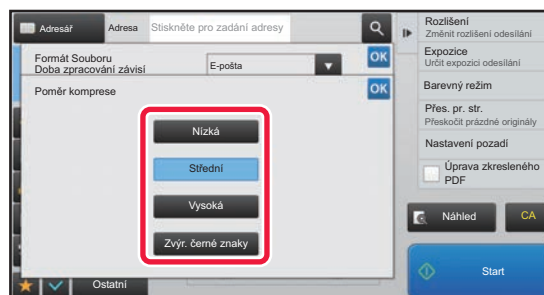 Adresář
Adresa
Stiskněte pro zadání adresy
Formát Souboru
Doba zpracování závisí
E-pošta
OK
Poměr komprese
OK
Nízká
Střední
Vysoká
Zvýr. černé znaky
Ostatní
Rozlišení
Změnit rozlišení odesílání
Expozice
Určit expozici odesílání
Barevný režim
Přes. pr. str.
Přeskočit prázdné originály
Nastavení pozadí
Úprava zkresleného
PDF
Náhled
CA
Start